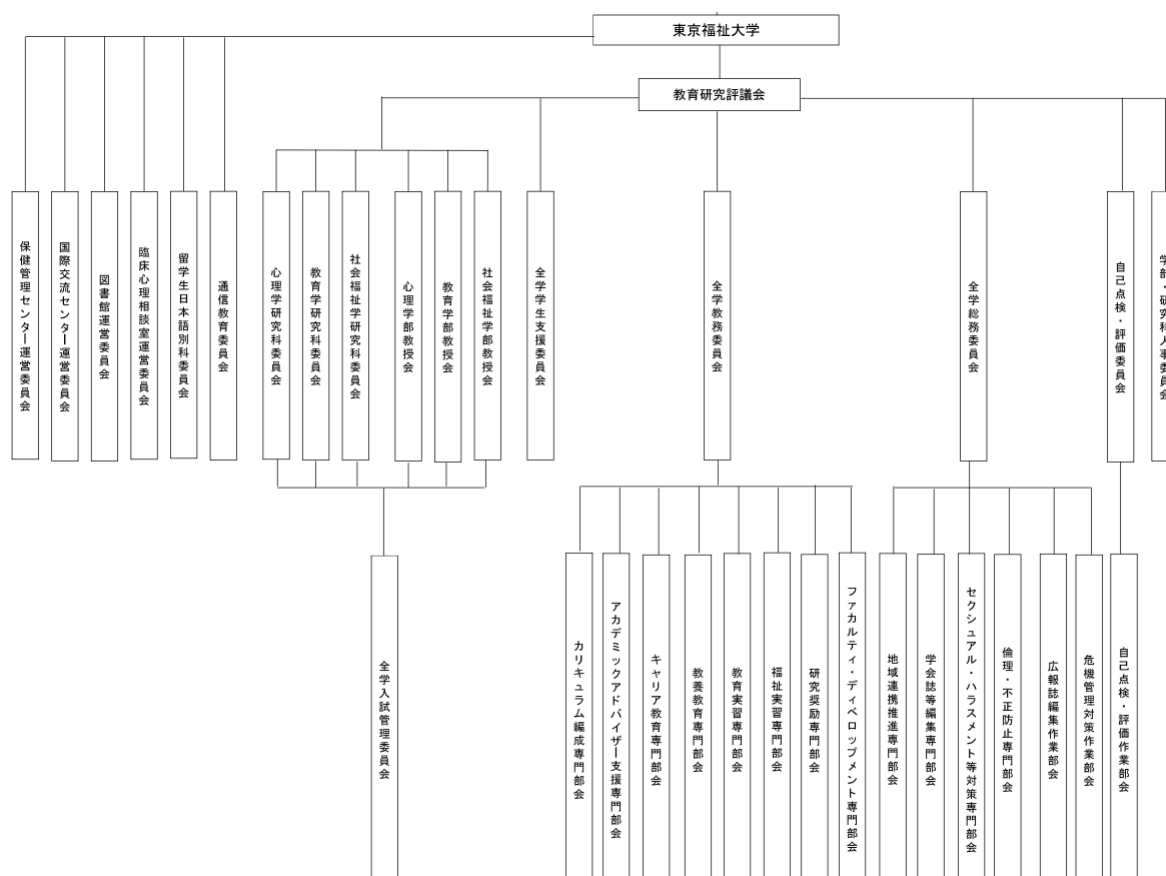 東京福祉大学
教育研究評議会
保健管理センター運営委員会
国際交流センター運営委員会
図書館運営委員会
臨床心理相談室運営委員会
留学生日本語別科委員会
通信教育委員会
心理学研究科委員会
教育学研究科委員会
社会福祉学研究科委員会
心理学部教授会
教育学部教授会
社会福祉学部教授会
全学学生支援委員会
全学教務委員会
全学総務委員会
自己点検・評価委員会
学部・研究科人事委員会
全学入試管理委員会
カリキュラム編成専門部会
アカデミックアドバイザー支援専門部会
キャリア教育専門部会
教養教育専門部会
教育実習専門部会
福祉実習専門部会
研究奨励専門部会
ファカルティ・ディベロップメント専門部会
地域連携推進専門部会
学会誌等編集専門部会
セクシュアル・ハラスメント等対策専門部会
倫理・不正防止専門部会
広報誌編集作業部会
危機管理対策作業部会
自己点検・評価作業部会